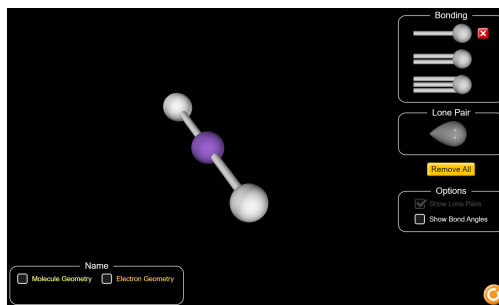 Bonding
Lone Pair
Remove All
Options
Show Lone Pairs
Show Bond Angles
Name
Molecule Geometry
Electron Geometry